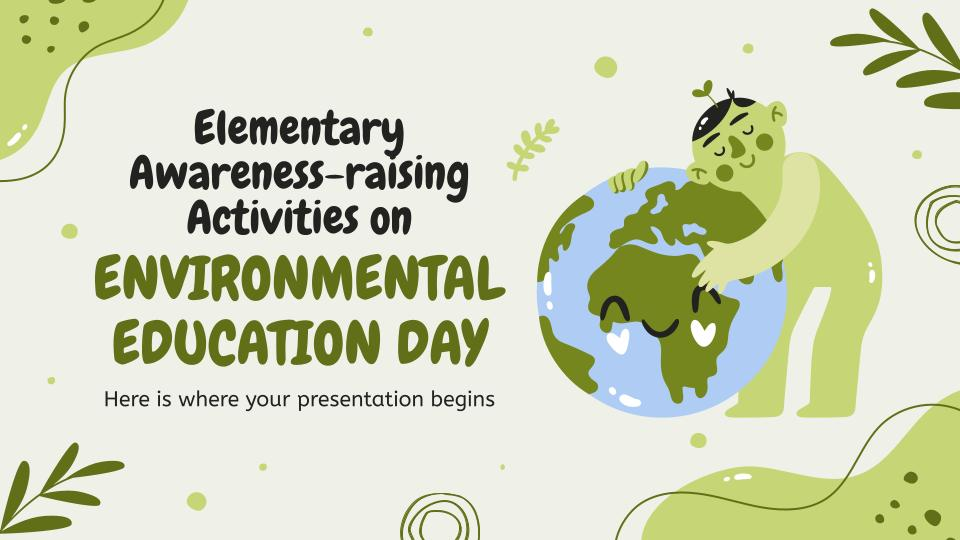 Elementary
Awareness-raising
Activities on
ENVIRONMENTAL
EDUCATION DAY
Here is where your presentation begins